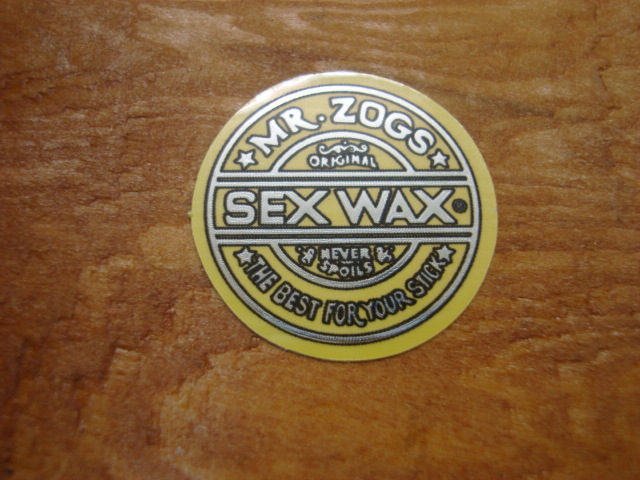 MR. ZOGS
ORIGINAL
SEX WAX®
NEVER
SPOILS
THE BEST FOR YOUR STICK